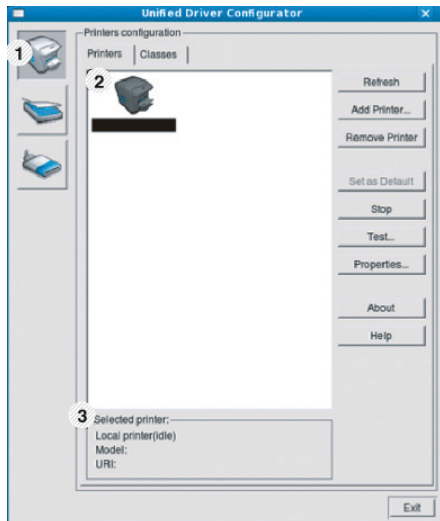 Unified Driver Configurator
1
Printers configuration
Printers
Classes
2
Refresh
Add Printer...
Remove Printer
Set as Default
Stop
Test...
Properties...
About
Help
3
Selected printer:
Local printer(idle)
Model:
URI:
Exit